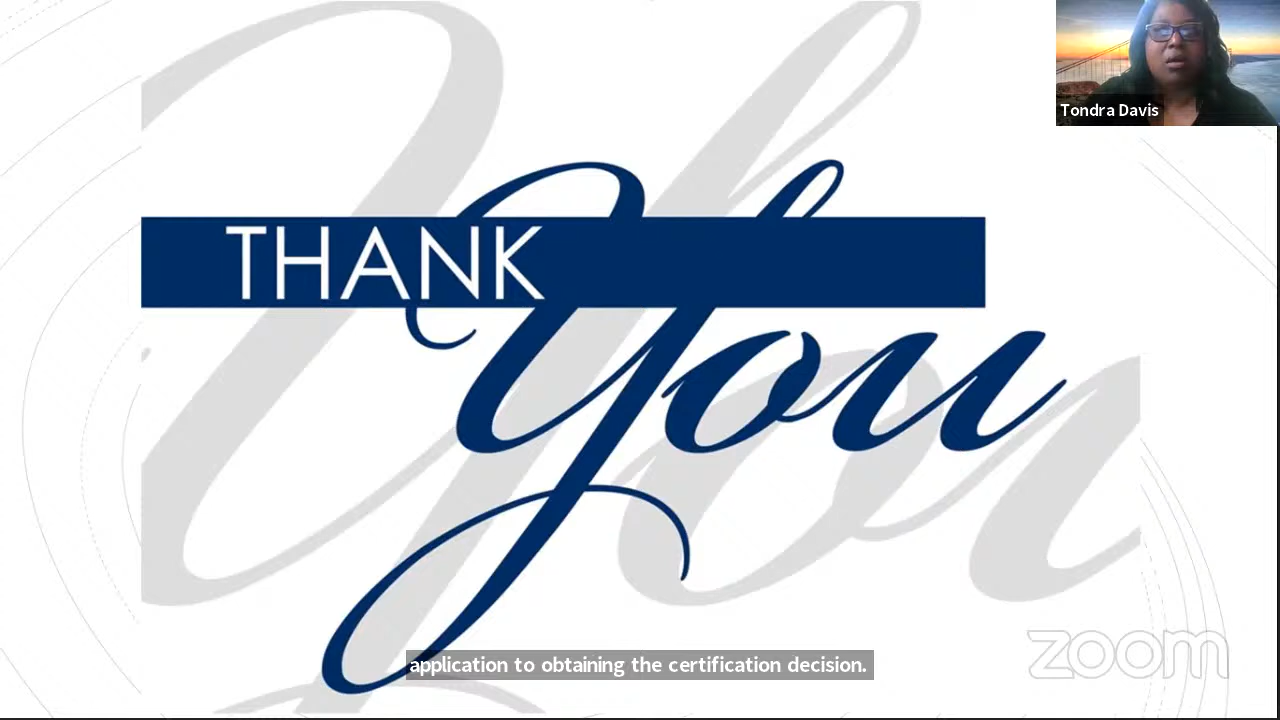 Tondra Davis
THANK
You
application to obtaining the certification decision.
zoom